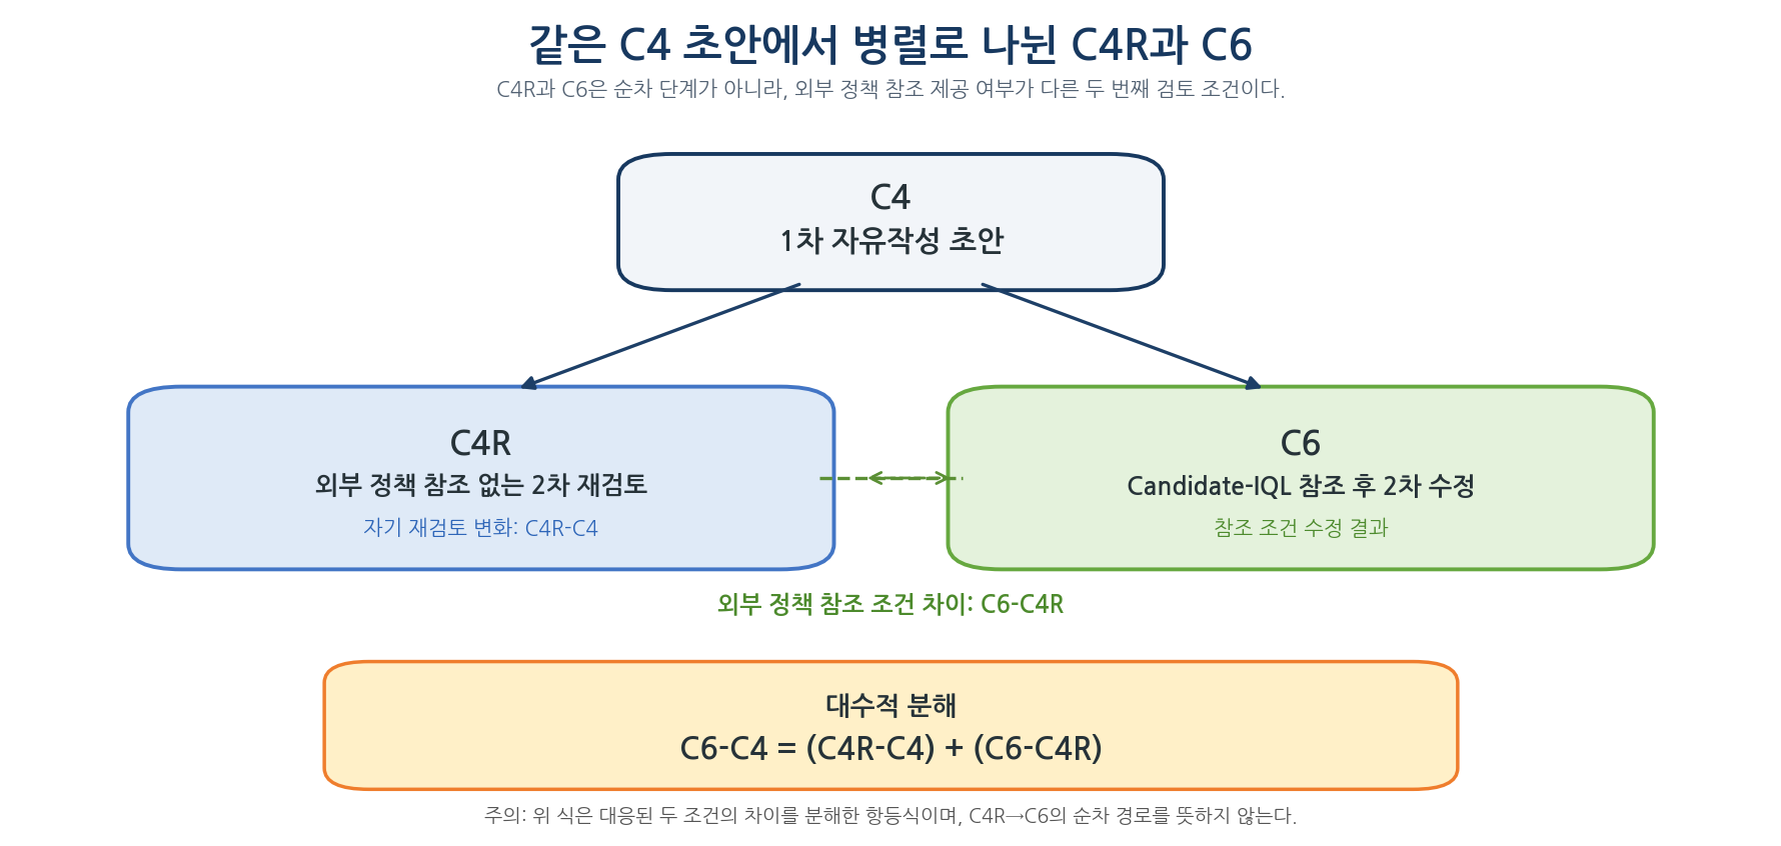 같은 C4 초안에서 병렬로 나뉜 C4R과 C6
C4R과 C6은 순차 단계가 아니라, 외부 정책 참조 제공 여부가 다른 두 번째 검토 조건이다.
C4
1차 자유작성 초안
C4R
외부 정책 참조 없는 2차 재검토
자기 재검토 변화: C4R-C4
C6
Candidate-IQL 참조 후 2차 수정
참조 조건 수정 결과
외부 정책 참조 조건 차이: C6-C4R
대수적 분해
C6-C4 = (C4R-C4) + (C6-C4R)
주의: 위 식은 대응된 두 조건의 차이를 분해한 항등식이며, C4R→C6의 순차 경로를 뜻하지 않는다.